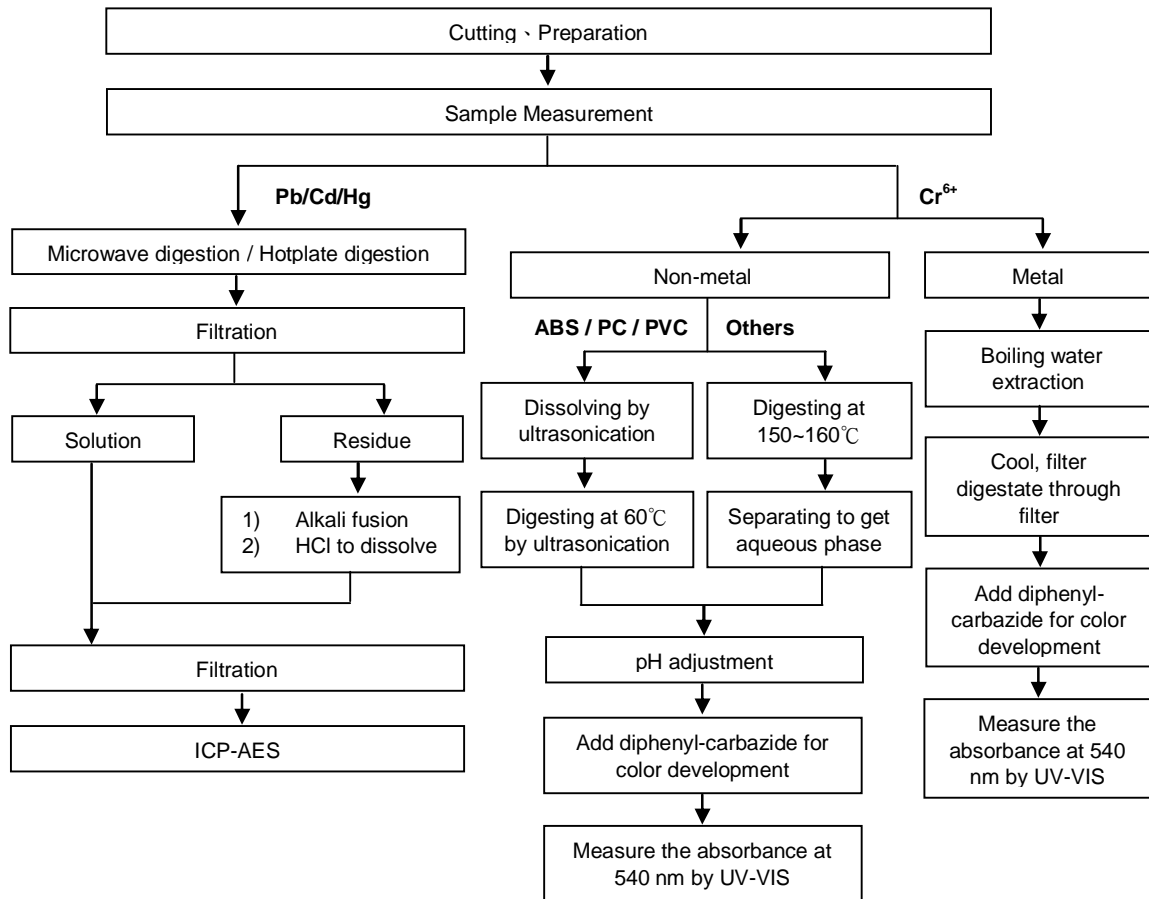 Cutting、Preparation
Sample Measurement
Pb/Cd/Hg
Microwave digestion / Hotplate digestion
Filtration
Solution
Residue
1) Alkali fusion
2) HCl to dissolve
Filtration
ICP-AES
Cr⁶⁺
Non-metal
ABS / PC / PVC
Others
Dissolving by
ultrasonication
Digesting at 60℃
by ultrasonication
Digesting at
150~160℃
Separating to get
aqueous phase
pH adjustment
Add diphenyl-carbazide for
color development
Measure the absorbance at
540 nm by UV-VIS
Metal
Boiling water
extraction
Cool, filter
digestate through
filter
Add diphenyl-
carbazide for color
development
Measure the
absorbance at 540
nm by UV-VIS